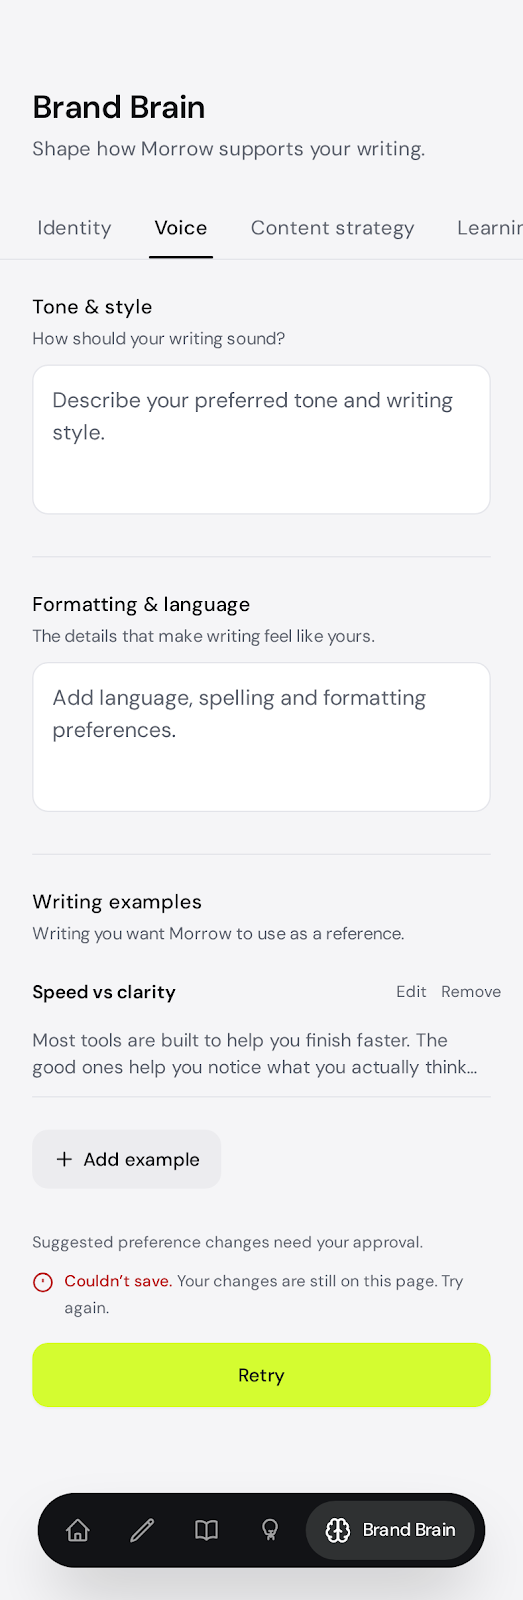 Brand Brain
Shape how Morrow supports your writing.
Identity Voice Content strategy Learnin
Tone & style
How should your writing sound?
Describe your preferred tone and writing
style.
Formatting & language
The details that make writing feel like yours.
Add language, spelling and formatting
preferences.
Writing examples
Writing you want Morrow to use as a reference.
Speed vs clarity Edit Remove
Most tools are built to help you finish faster. The
good ones help you notice what you actually think...
+ Add example
Suggested preference changes need your approval.
Couldn't save. Your changes are still on this page. Try
again.
Retry
Brand Brain